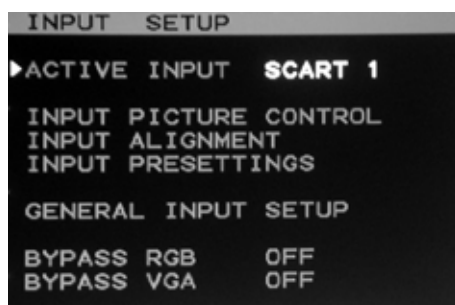 INPUT SETUP
ACTIVE INPUT SCART 1
INPUT PICTURE CONTROL
INPUT ALIGNMENT
INPUT PRESETTINGS
GENERAL INPUT SETUP
BYPASS RGB OFF
BYPASS VGA OFF